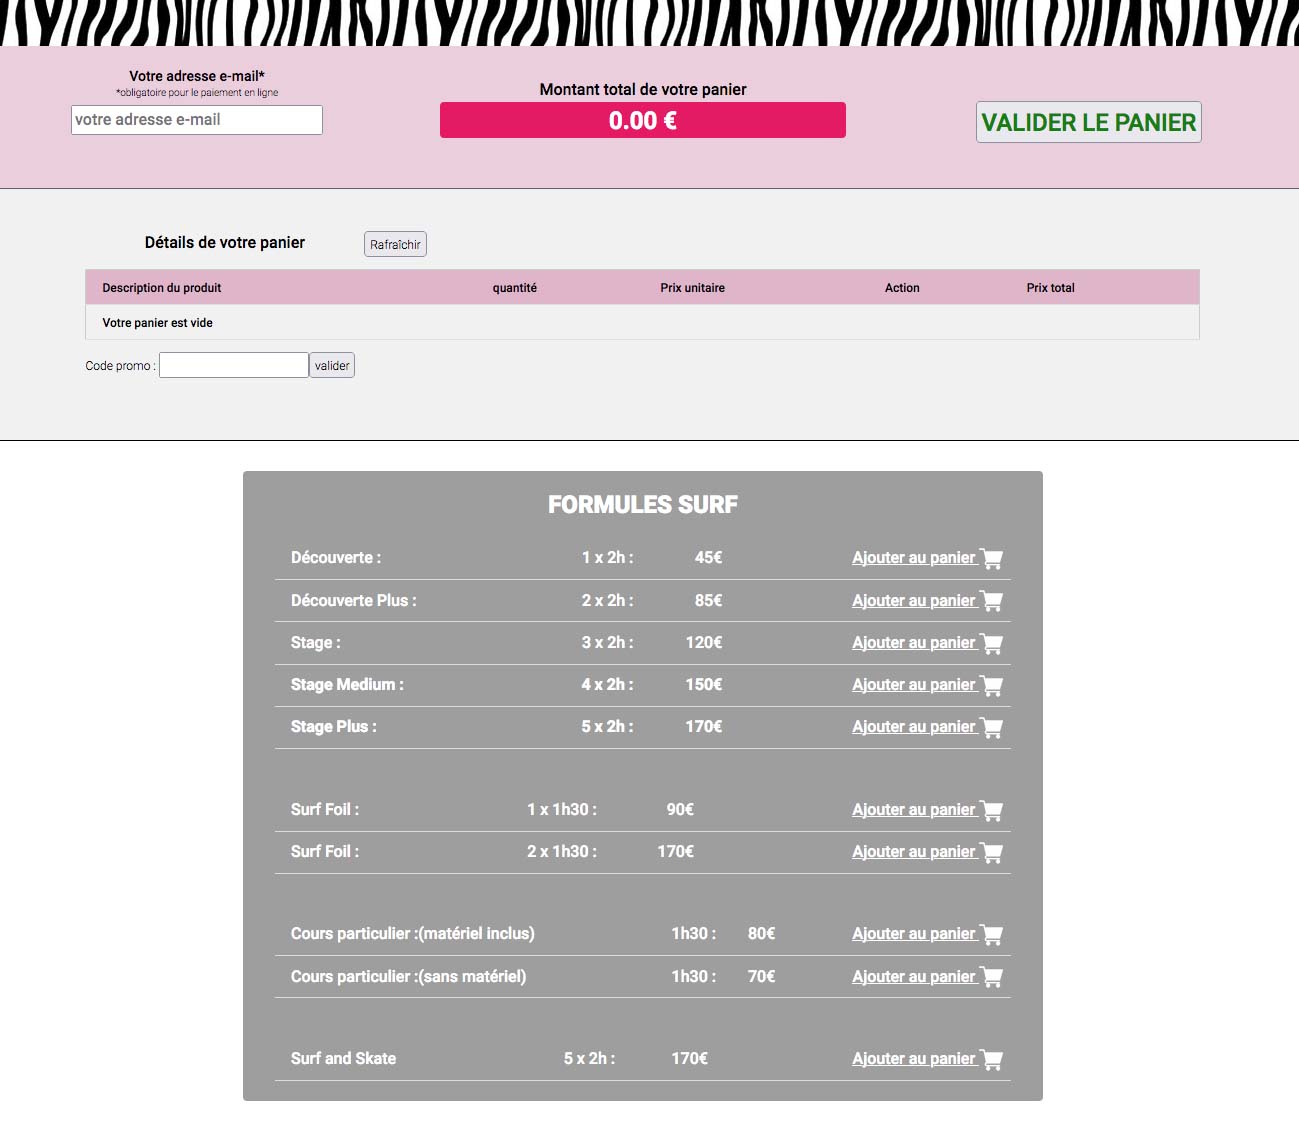 Votre adresse e-mail*
*obligatoire pour le paiement en ligne
votre adresse e-mail
Montant total de votre panier
0.00 €
VALIDER LE PANIER
Détails de votre panier Rafraîchir
Description du produit quantité Prix unitaire Action Prix total
Votre panier est vide
Code promo : valider
FORMULES SURF
Découverte : 1 x 2h : 45€ Ajouter au panier
Découverte Plus : 2 x 2h : 85€ Ajouter au panier
Stage : 3 x 2h : 120€ Ajouter au panier
Stage Medium : 4 x 2h : 150€ Ajouter au panier
Stage Plus : 5 x 2h : 170€ Ajouter au panier
Surf Foil : 1 x 1h30 : 90€ Ajouter au panier
Surf Foil : 2 x 1h30 : 170€ Ajouter au panier
Cours particulier :(matériel inclus) 1h30 : 80€ Ajouter au panier
Cours particulier :(sans matériel) 1h30 : 70€ Ajouter au panier
Surf and Skate 5 x 2h : 170€ Ajouter au panier